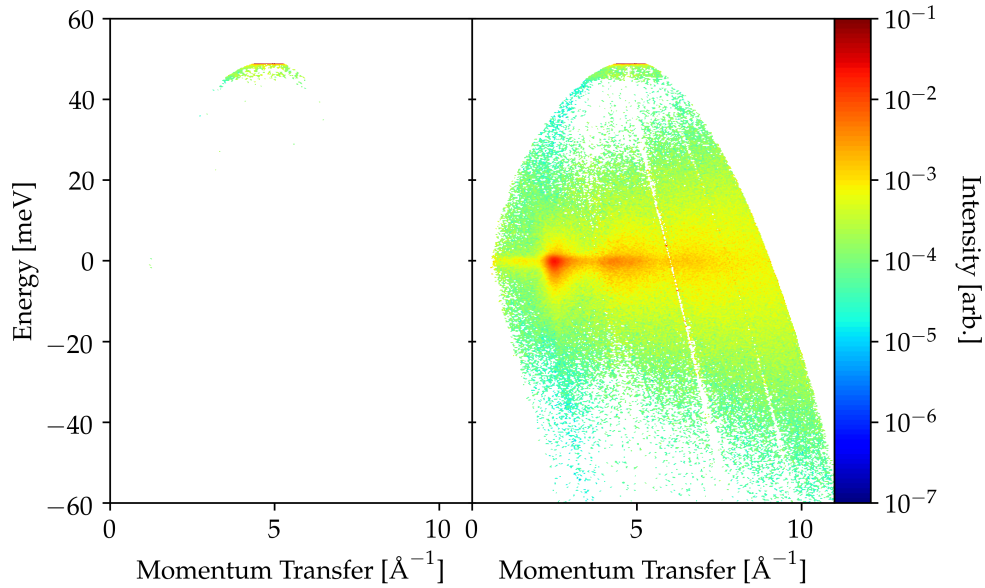 60
40
20
0
−20
−40
−60
Energy [meV]
0 5 10
0 5 10
Momentum Transfer [Å⁻¹]
Momentum Transfer [Å⁻¹]
10⁻¹
10⁻²
10⁻³
10⁻⁴
10⁻⁵
10⁻⁶
10⁻⁷
Intensity [arb.]